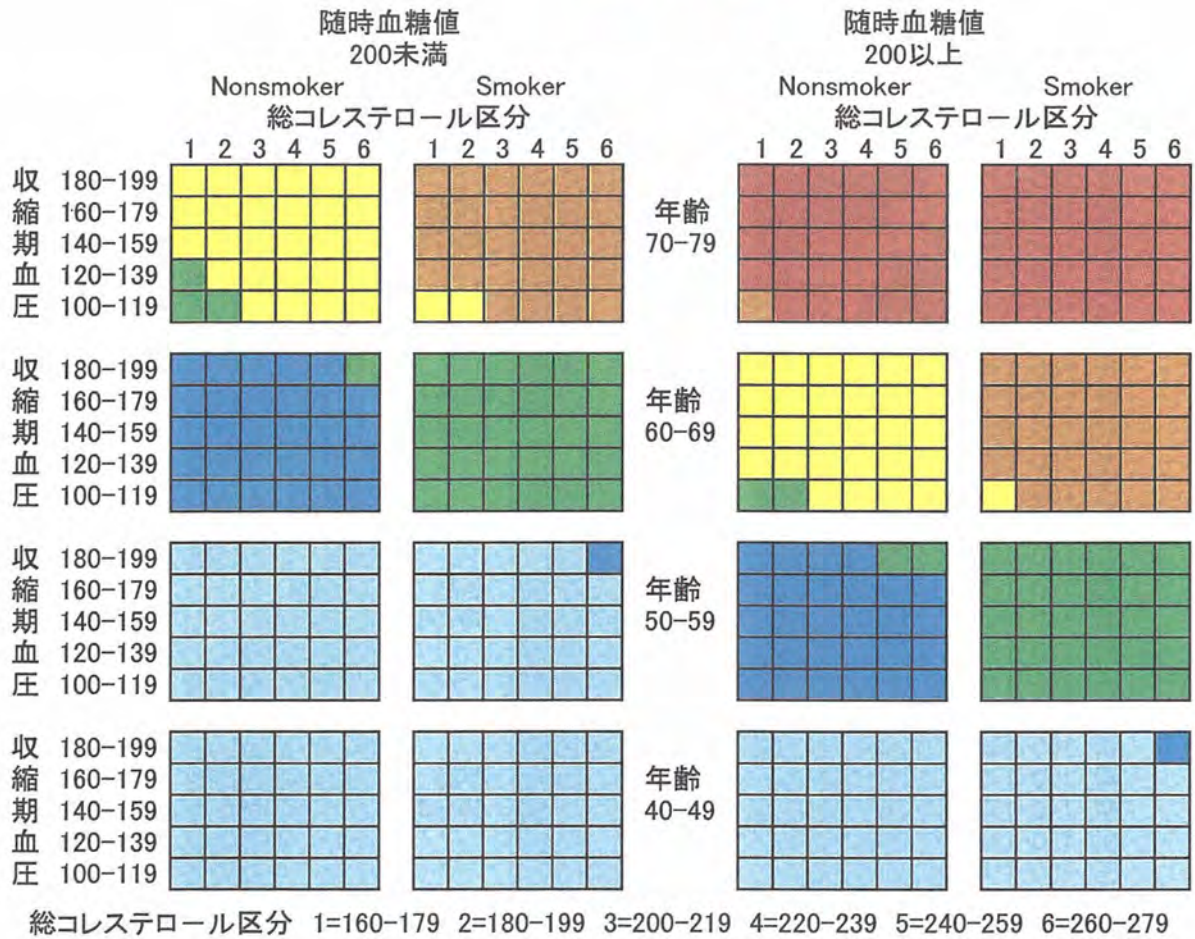 随時血糖値 随時血糖値
200未満 200以上
Nonsmoker Smoker Nonsmoker Smoker
総コレステロール区分 総コレステロール区分
1 2 3 4 5 6 1 2 3 4 5 6 1 2 3 4 5 6 1 2 3 4 5 6
収 180-199
縮 160-179 年齢
期 140-159 70-79
血 120-139
圧 100-119
収 180-199
縮 160-179 年齢
期 140-159 60-69
血 120-139
圧 100-119
収 180-199
縮 160-179 年齢
期 140-159 50-59
血 120-139
圧 100-119
収 180-199
縮 160-179 年齢
期 140-159 40-49
血 120-139
圧 100-119
総コレステロール区分 1=160-179 2=180-199 3=200-219 4=220-239 5=240-259 6=260-279